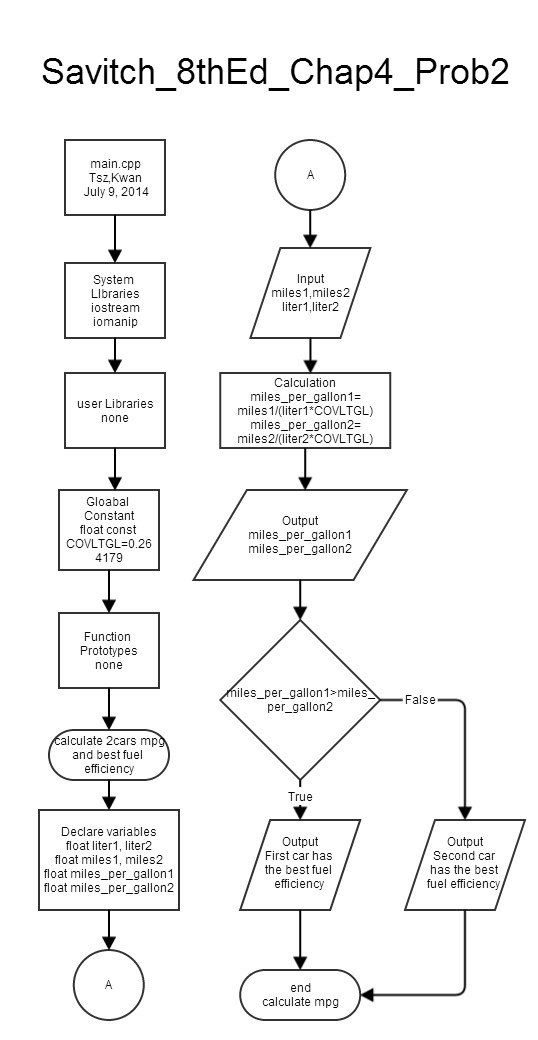 Savitch_8thEd_Chap4_Prob2
main.cpp
Tsz,Kwan
July 9, 2014
System
LIbraries
iostream
iomanip
user Libraries
none
Gloabal
Constant
float const
COVLTGL=0.26
4179
Function
Prototypes
none
calculate 2cars mpg
and best fuel
efficiency
Declare variables
float liter1, liter2
float miles1, miles2
float miles_per_gallon1
float miles_per_gallon2
A
A
Input
miles1,miles2
liter1,liter2
Calculation
miles_per_gallon1=
miles1/(liter1*COVLTGL)
miles_per_gallon2=
miles2/(liter2*COVLTGL)
Output
miles_per_gallon1
miles_per_gallon2
miles_per_gallon1>miles_
per_gallon2
False
True
Output
First car has
the best fuel
efficiency
Output
Second car
has the best
fuel efficiency
end
calculate mpg